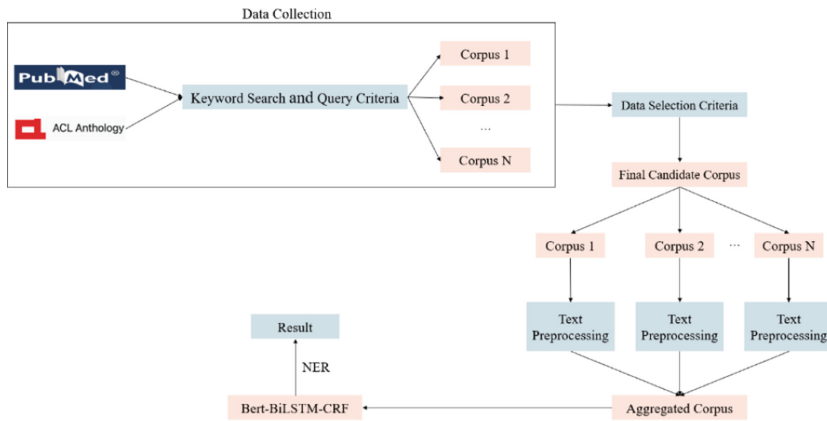 Data Collection
PubMed®
ACL Anthology
Keyword Search and Query Criteria
Corpus 1
Corpus 2
...
Corpus N
Data Selection Criteria
Final Candidate Corpus
Corpus 1
Corpus 2
...
Corpus N
Text
Preprocessing
Text
Preprocessing
Text
Preprocessing
Aggregated Corpus
Bert-BiLSTM-CRF
NER
Result